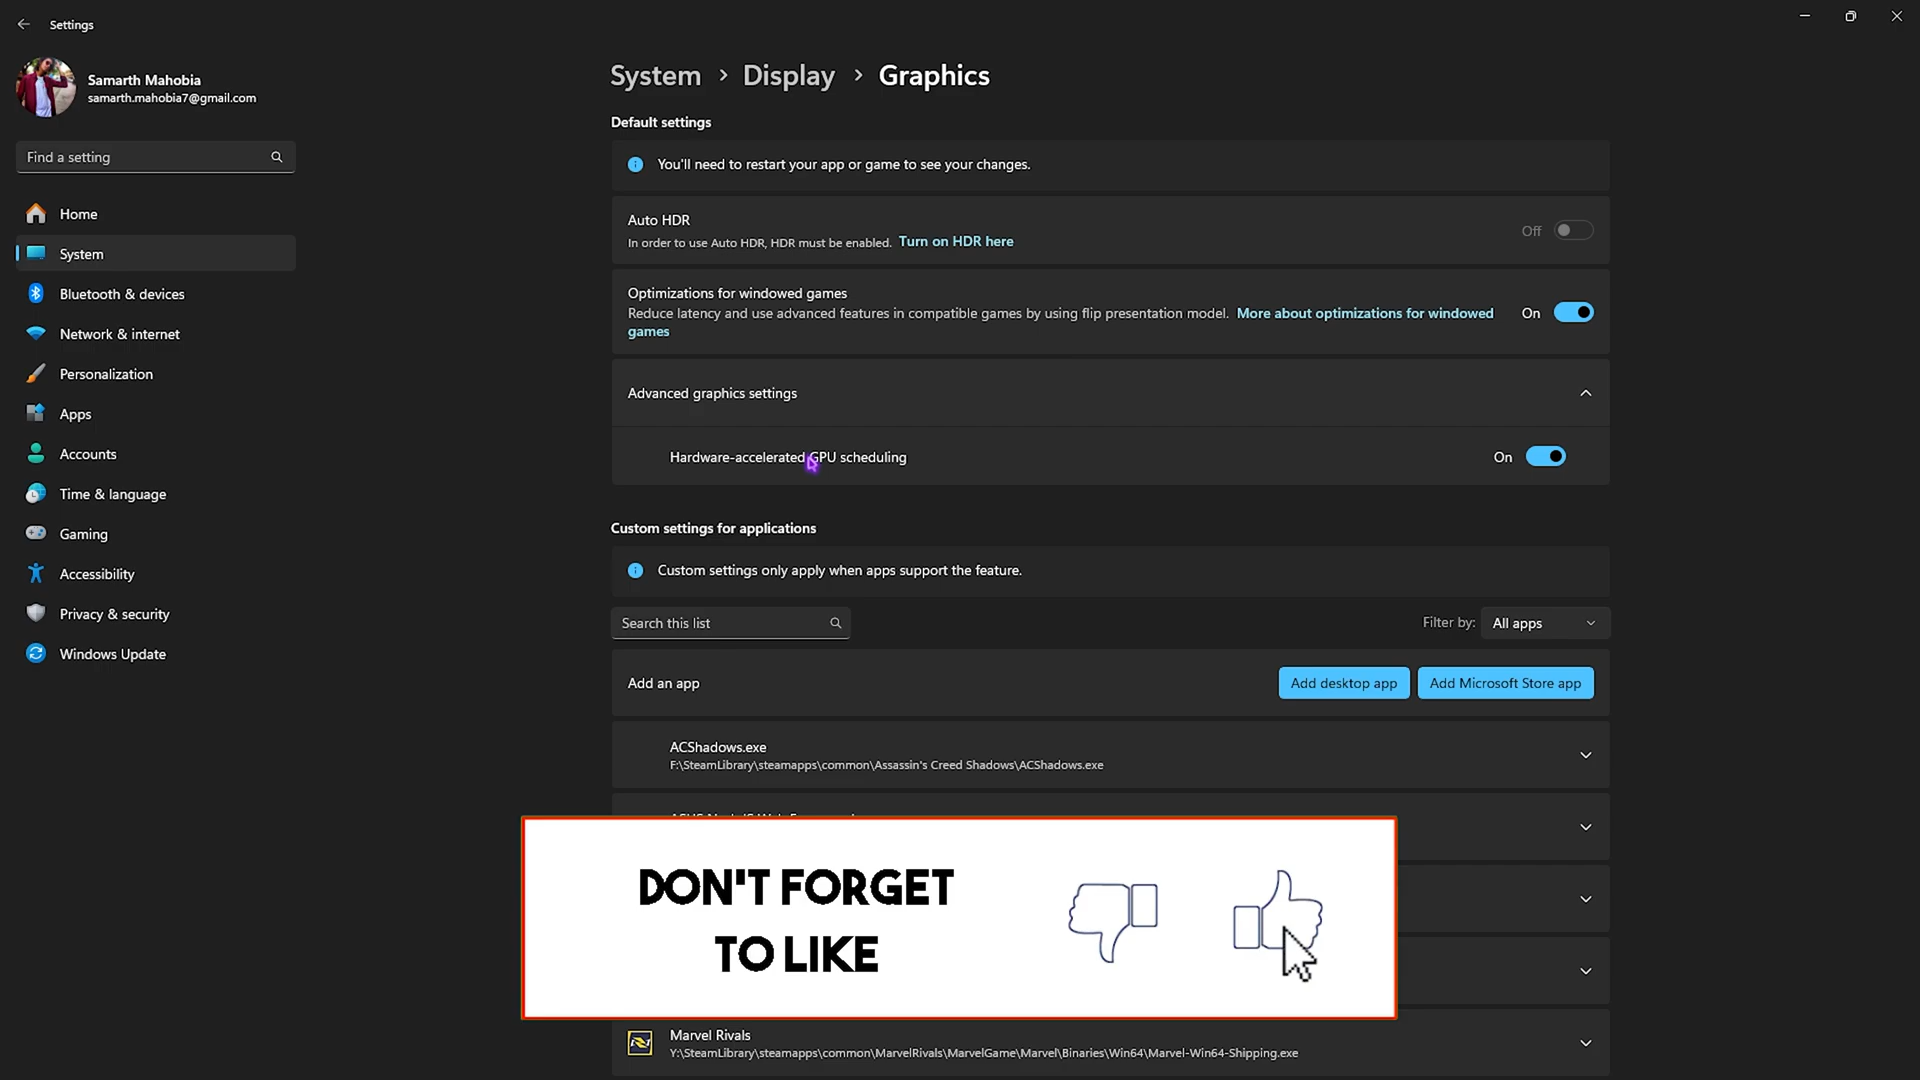 Settings
Samarth Mahobia
samarth.mahobia7@gmail.com
Find a setting
Home
System
Bluetooth & devices
Network & internet
Personalization
Apps
Accounts
Time & language
Gaming
Accessibility
Privacy & security
Windows Update
System > Display > Graphics
Default settings
You'll need to restart your app or game to see your changes.
Auto HDR
In order to use Auto HDR, HDR must be enabled. Turn on HDR here
Off
Optimizations for windowed games
Reduce latency and use advanced features in compatible games by using flip presentation model. More about optimizations for windowed
games
On
Advanced graphics settings
Hardware-accelerated GPU scheduling
On
Custom settings for applications
Custom settings only apply when apps support the feature.
Search this list
Filter by: All apps
Add an app
Add desktop app
Add Microsoft Store app
ACShadows.exe
F:\SteamLibrary\steamapps\common\Assassin's Creed Shadows\ACShadows.exe
DON'T FORGET
TO LIKE
Marvel Rivals
Y:\SteamLibrary\steamapps\common\MarvelRivals\MarvelGame\Marvel\Binaries\Win64\Marvel-Win64-Shipping.exe